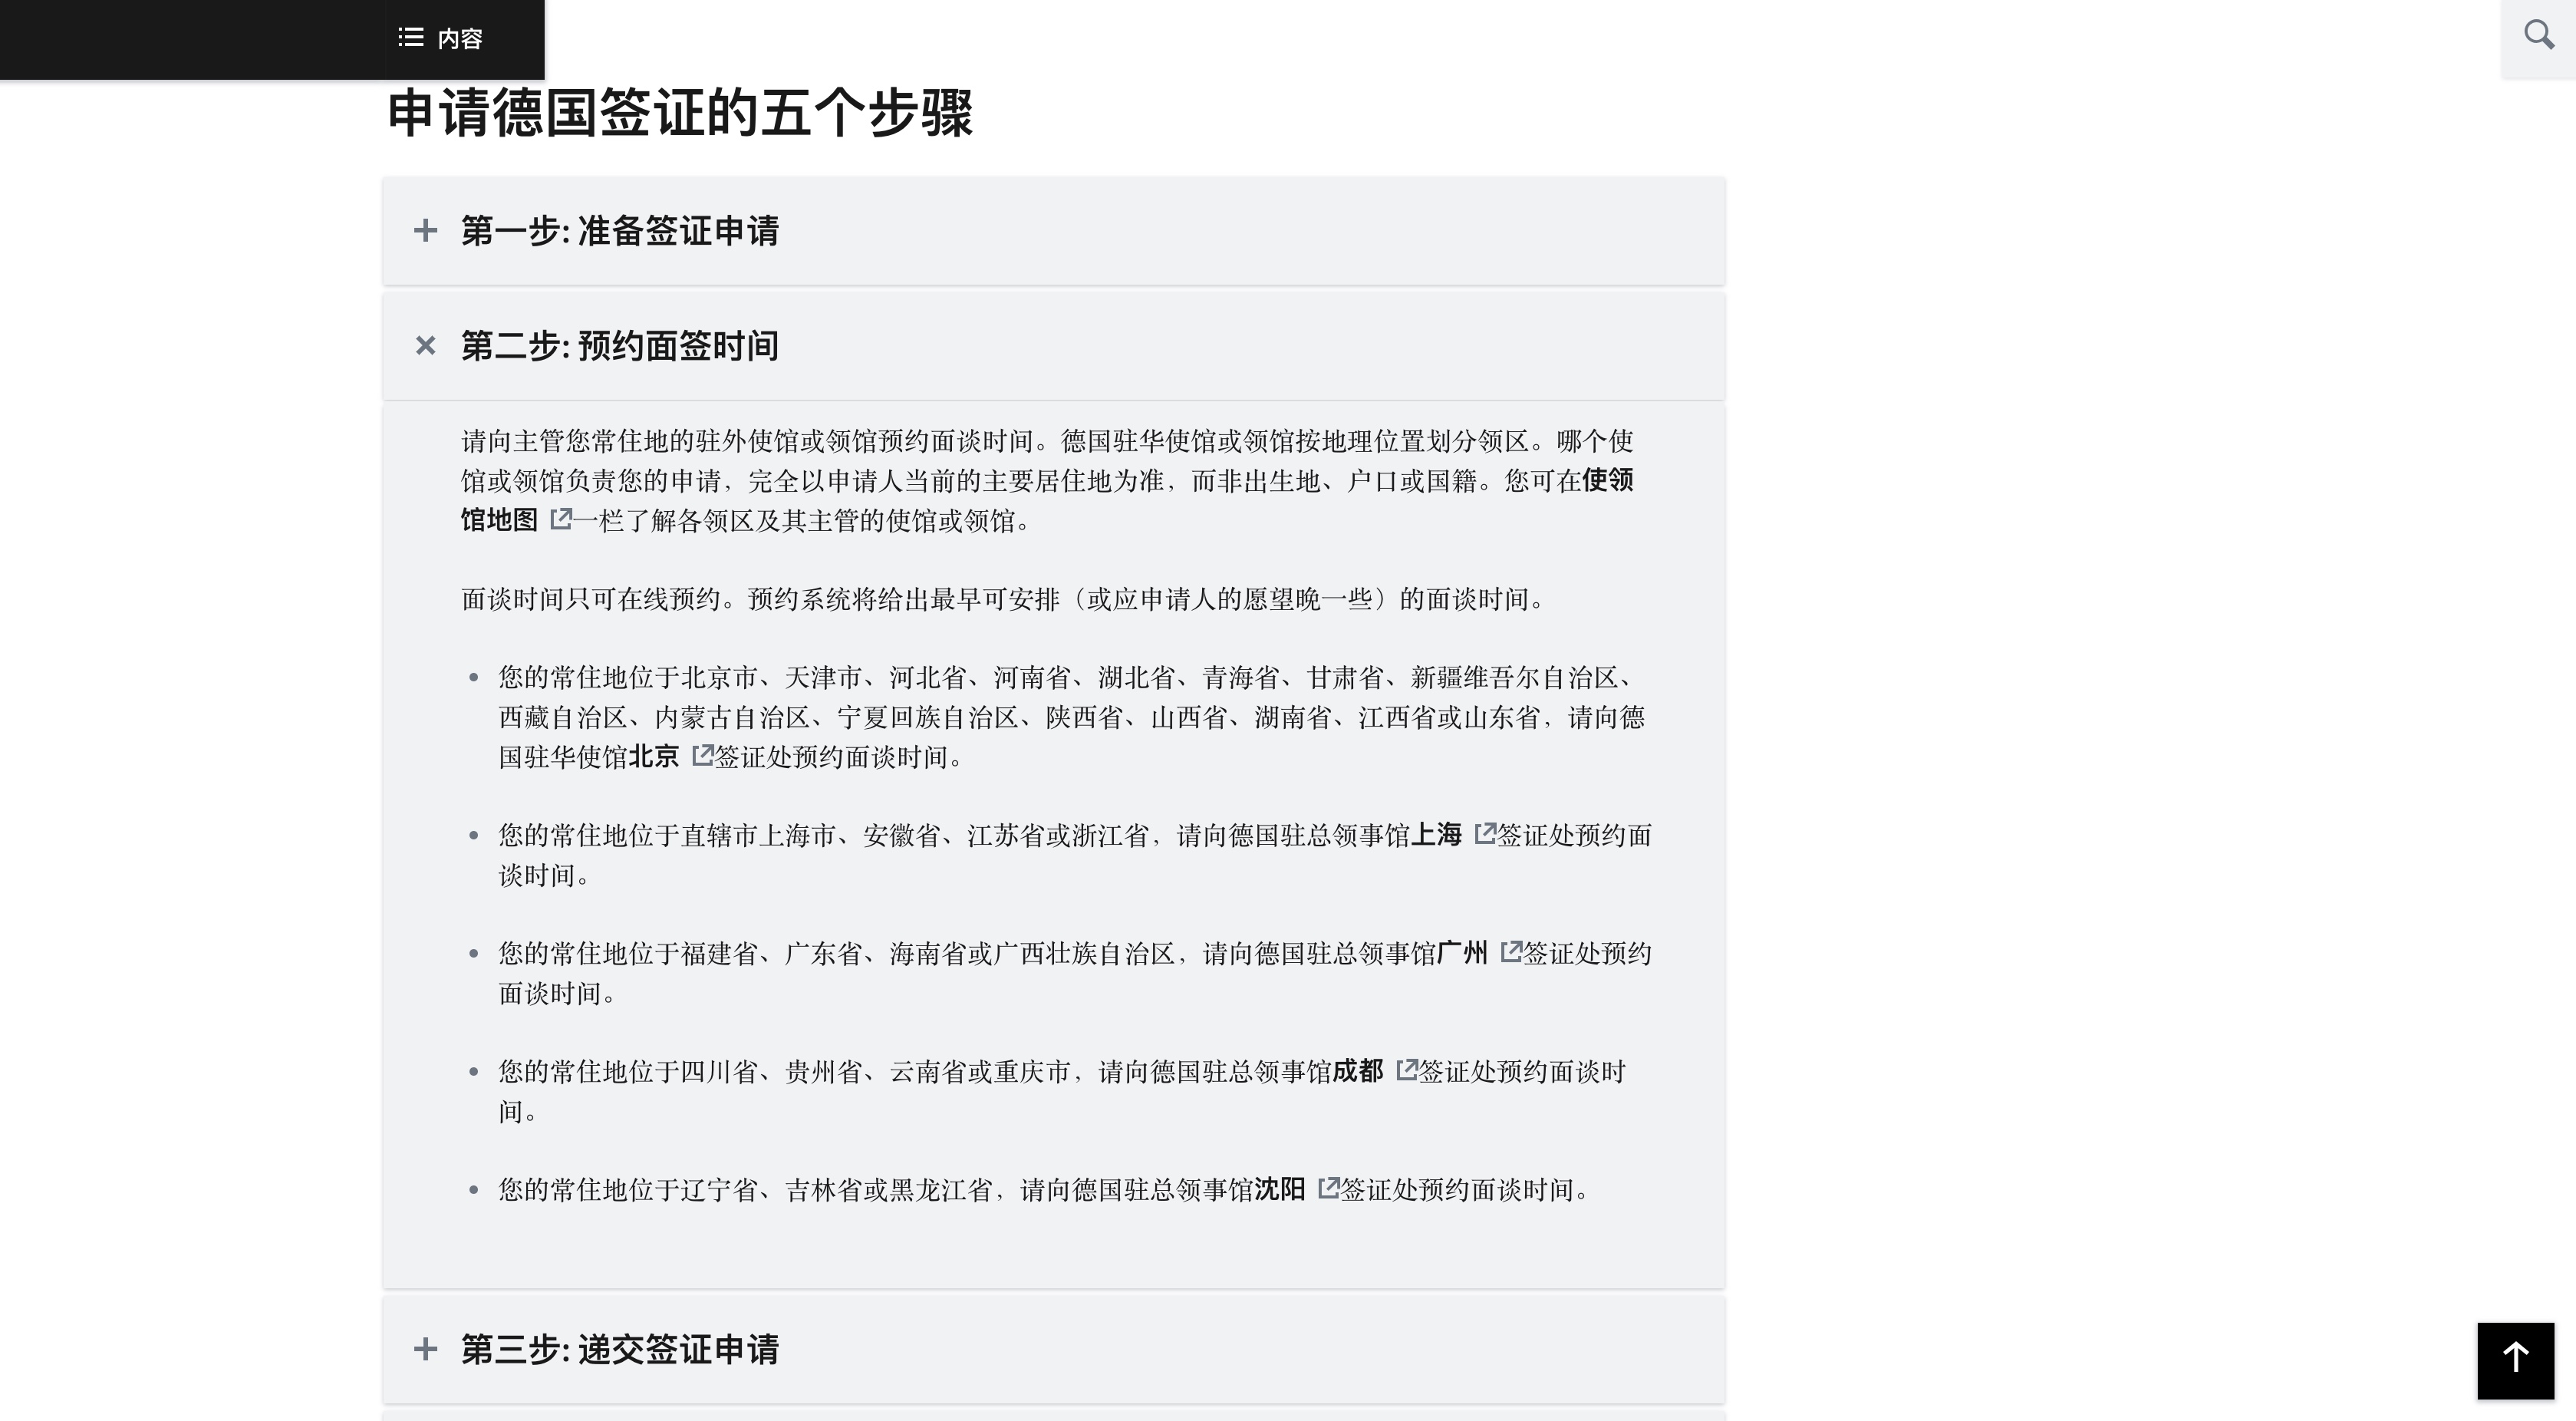 内容
申请德国签证的五个步骤
第一步: 准备签证申请
第二步: 预约面签时间
请向主管您常住地的驻外使馆或领馆预约面谈时间。德国驻华使馆或领馆按地理位置划分领区。哪个使
馆或领馆负责您的申请，完全以申请人当前的主要居住地为准，而非出生地、户口或国籍。您可在使领
馆地图 一栏了解各领区及其主管的使馆或领馆。
面谈时间只可在线预约。预约系统将给出最早可安排（或应申请人的愿望晚一些）的面谈时间。
您的常住地位于北京市、天津市、河北省、河南省、湖北省、青海省、甘肃省、新疆维吾尔自治区、
西藏自治区、内蒙古自治区、宁夏回族自治区、陕西省、山西省、湖南省、江西省或山东省，请向德
国驻华使馆北京 签证处预约面谈时间。
您的常住地位于直辖市上海市、安徽省、江苏省或浙江省，请向德国驻总领事馆上海 签证处预约面
谈时间。
您的常住地位于福建省、广东省、海南省或广西壮族自治区，请向德国驻总领事馆广州 签证处预约
面谈时间。
您的常住地位于四川省、贵州省、云南省或重庆市，请向德国驻总领事馆成都 签证处预约面谈时
间。
您的常住地位于辽宁省、吉林省或黑龙江省，请向德国驻总领事馆沈阳 签证处预约面谈时间。
第三步: 递交签证申请